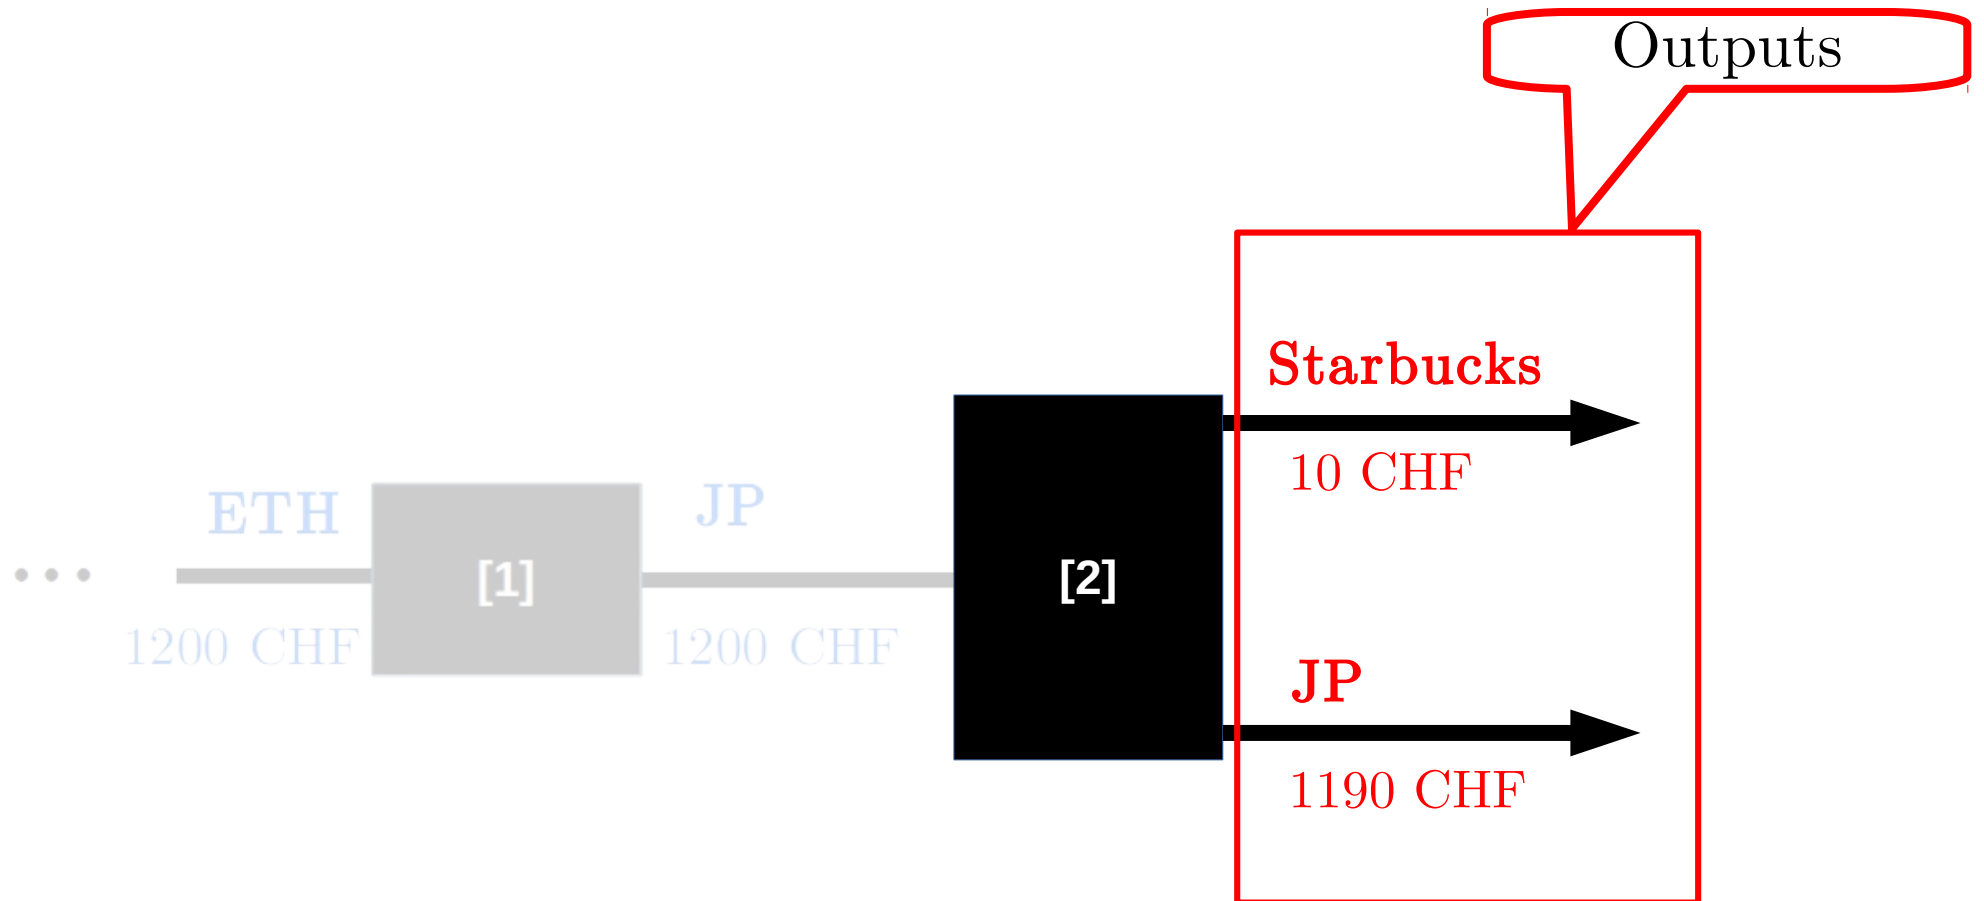 Outputs
Starbucks
10 CHF
ETH
JP
[1]
[2]
1200 CHF
1200 CHF
JP
1190 CHF